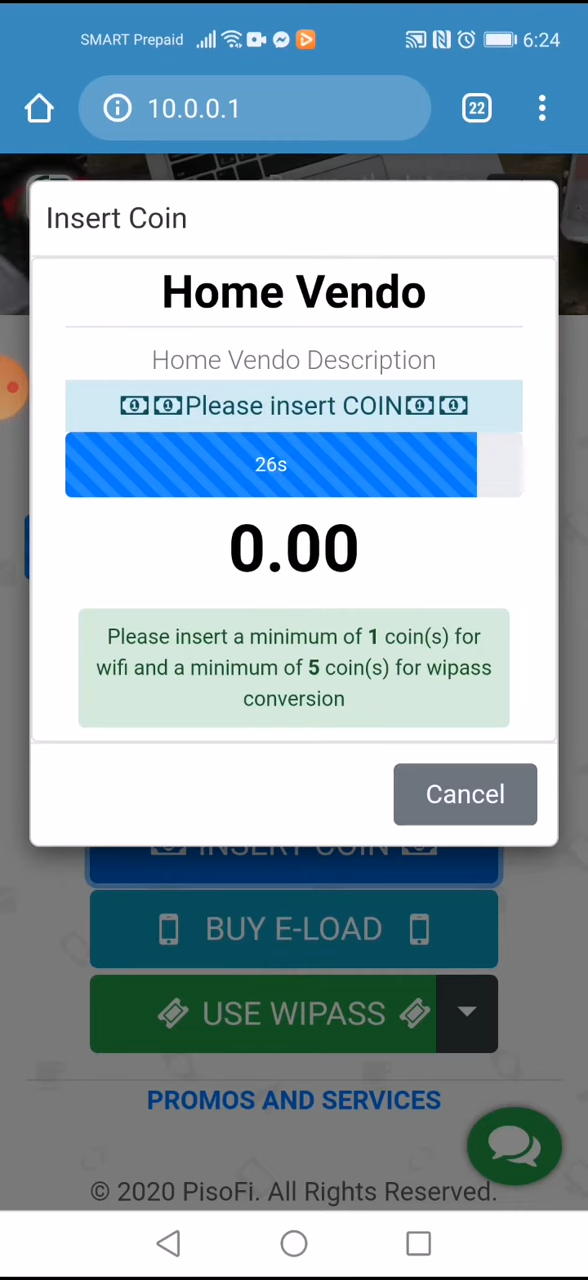 SMART Prepaid 6:24
10.0.0.1 22
Insert Coin
Home Vendo
Home Vendo Description
Please insert COIN
26s
0.00
Please insert a minimum of 1 coin(s) for
wifi and a minimum of 5 coin(s) for wipass
conversion
Cancel
INSERT COIN
BUY E-LOAD
USE WIPASS
PROMOS AND SERVICES
© 2020 PisoFi. All Rights Reserved.